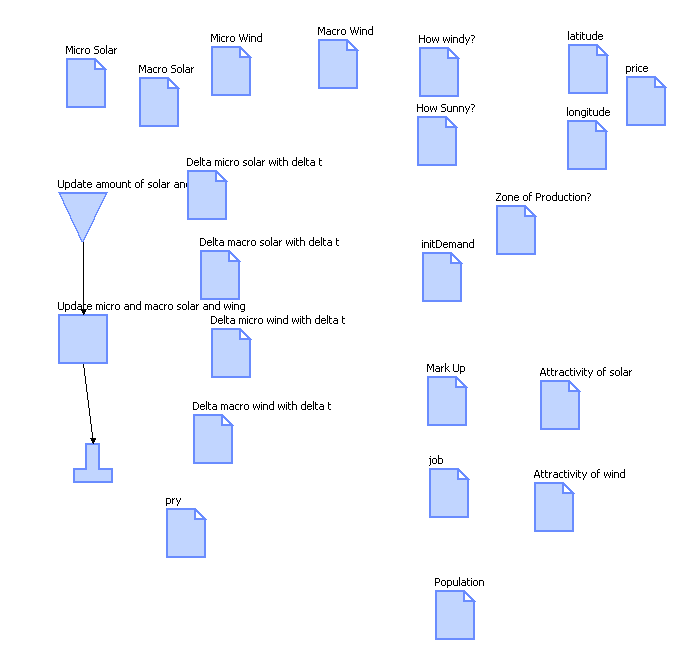 Micro Solar
Macro Solar
Micro Wind
Macro Wind
How windy?
latitude
price
How Sunny?
longitude
Delta micro solar with delta t
Update amount of solar and
Zone of Production?
Delta macro solar with delta t
initDemand
Update micro and macro solar and wing
Delta micro wind with delta t
Mark Up
Attractivity of solar
Delta macro wind with delta t
job
Attractivity of wind
pry
Population